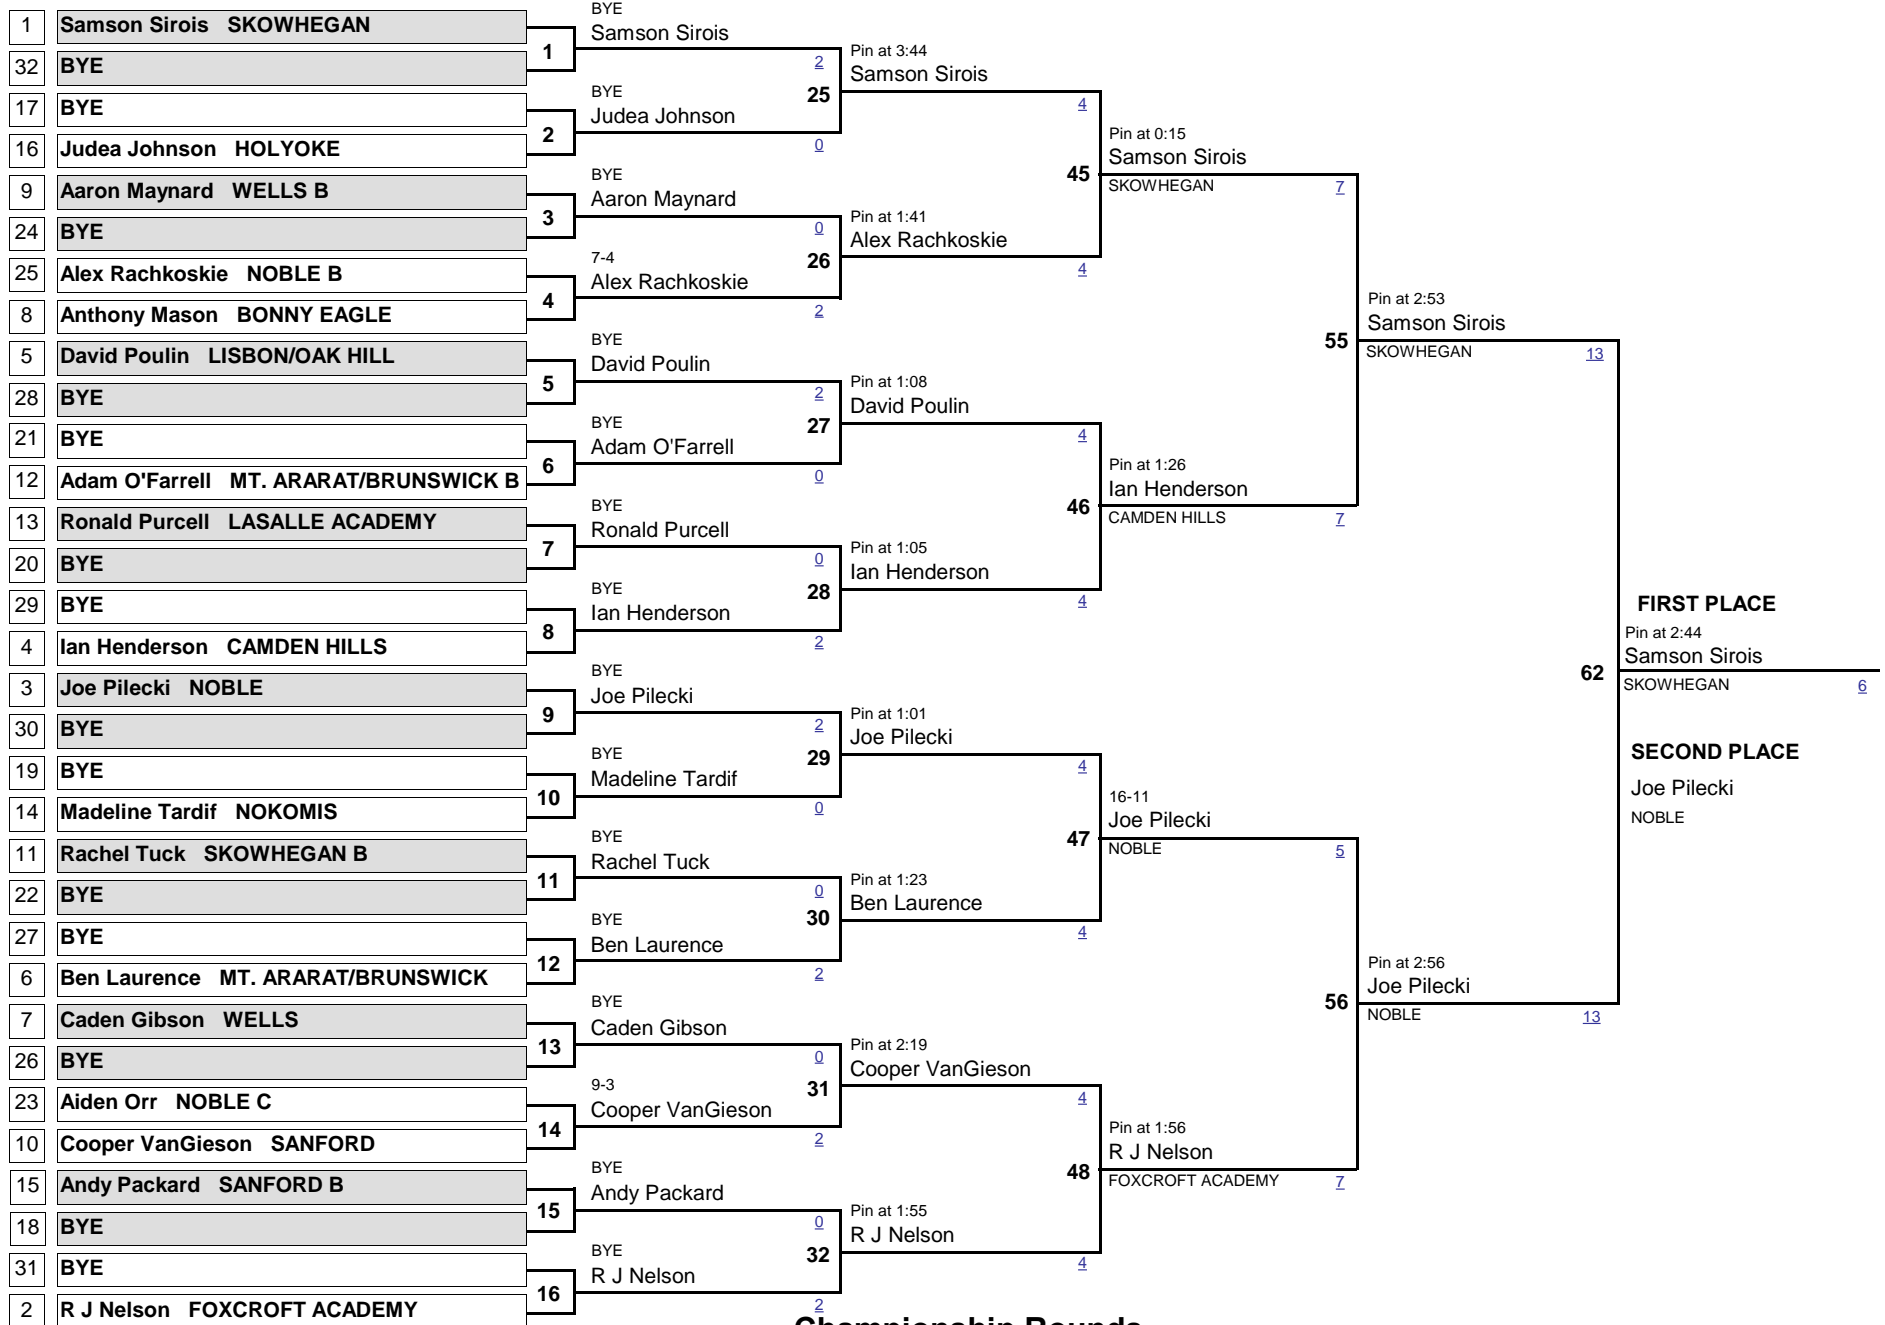 1 Samson Sirois SKOWHEGAN
32 BYE
17 BYE
16 Judea Johnson HOLYOKE
9 Aaron Maynard WELLS B
24 BYE
25 Alex Rachkoskie NOBLE B
8 Anthony Mason BONNY EAGLE
5 David Poulin LISBON/OAK HILL
28 BYE
21 BYE
12 Adam O'Farrell MT. ARARAT/BRUNSWICK B
13 Ronald Purcell LASALLE ACADEMY
20 BYE
29 BYE
4 Ian Henderson CAMDEN HILLS
3 Joe Pilecki NOBLE
30 BYE
19 BYE
14 Madeline Tardif NOKOMIS
11 Rachel Tuck SKOWHEGAN B
22 BYE
27 BYE
6 Ben Laurence MT. ARARAT/BRUNSWICK
7 Caden Gibson WELLS
26 BYE
23 Aiden Orr NOBLE C
10 Cooper VanGieson SANFORD
15 Andy Packard SANFORD B
18 BYE
31 BYE
2 R J Nelson FOXCROFT ACADEMY
1
2
3
4
5
6
7
8
9
10
11
12
13
14
15
16
BYE
Samson Sirois
2
BYE
25
Judea Johnson
0
BYE
Aaron Maynard
0
7-4
26
Alex Rachkoskie
2
BYE
David Poulin
2
BYE
27
Adam O'Farrell
0
BYE
Ronald Purcell
0
BYE
28
Ian Henderson
2
BYE
Joe Pilecki
2
BYE
29
Madeline Tardif
0
BYE
Rachel Tuck
0
BYE
30
Ben Laurence
2
BYE
Caden Gibson
0
9-3
31
Cooper VanGieson
2
BYE
Andy Packard
0
BYE
32
R J Nelson
2
Pin at 3:44
Samson Sirois
4
45
Pin at 1:41
Alex Rachkoskie
4
Pin at 1:08
David Poulin
4
46
Pin at 1:05
Ian Henderson
4
Pin at 1:01
Joe Pilecki
4
47
Pin at 1:23
Ben Laurence
4
Pin at 2:19
Cooper VanGieson
4
48
Pin at 1:55
R J Nelson
4
Pin at 0:15
Samson Sirois
SKOWHEGAN 7
55
Pin at 1:26
Ian Henderson
CAMDEN HILLS 7
16-11
Joe Pilecki
NOBLE 5
56
Pin at 1:56
R J Nelson
FOXCROFT ACADEMY 7
Pin at 2:53
Samson Sirois
SKOWHEGAN 13
62
Pin at 2:56
Joe Pilecki
NOBLE 13
FIRST PLACE
Pin at 2:44
Samson Sirois
SKOWHEGAN 6
SECOND PLACE
Joe Pilecki
NOBLE
Championship Rounds